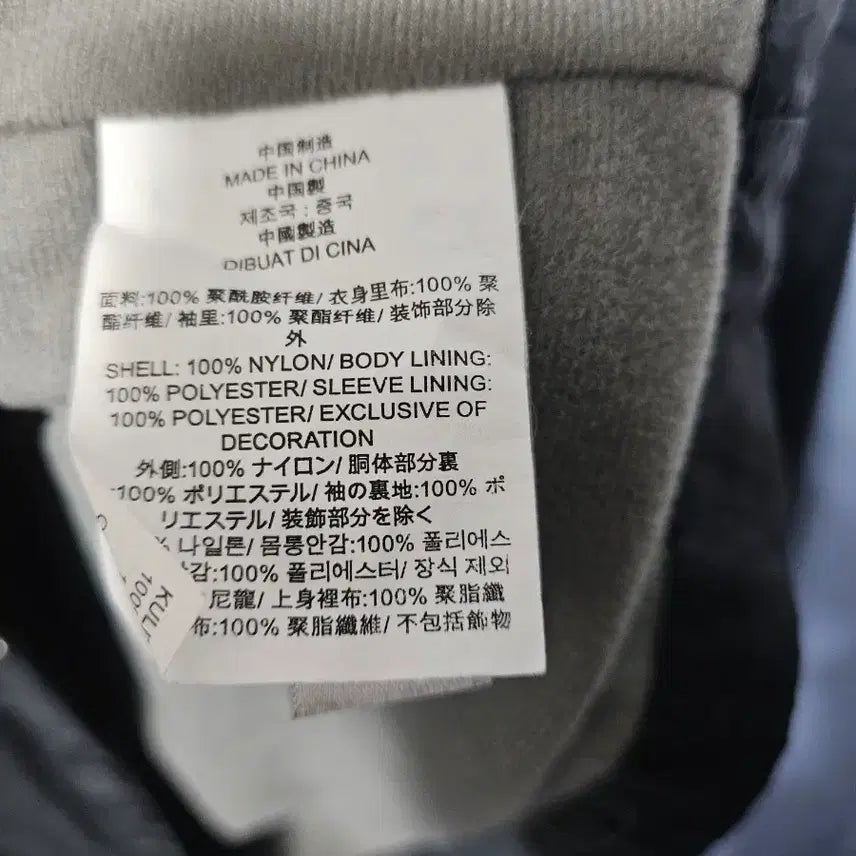 中国制造
MADE IN CHINA
中国製
제조국 : 중국
中國製造
DIBUAT DI CINA
面料:100% 聚酰胺纤维/ 衣身里布:100% 聚
酯纤维/ 袖里:100% 聚酯纤维/ 装饰部分除
外
SHELL: 100% NYLON/ BODY LINING:
100% POLYESTER/ SLEEVE LINING:
100% POLYESTER/ EXCLUSIVE OF
DECORATION
外側:100% ナイロン/ 胴体部分裏
100% ポリエステル/ 袖の裏地:100% ポ
リエステル/ 装飾部分を除く
% 나일론/ 몸통안감:100% 폴리에스
감:100% 폴리에스터/ 장식 제외
尼龍/ 上身裡布:100% 聚脂纖
布:100% 聚脂纖維/ 不包括飾物
KUL
100